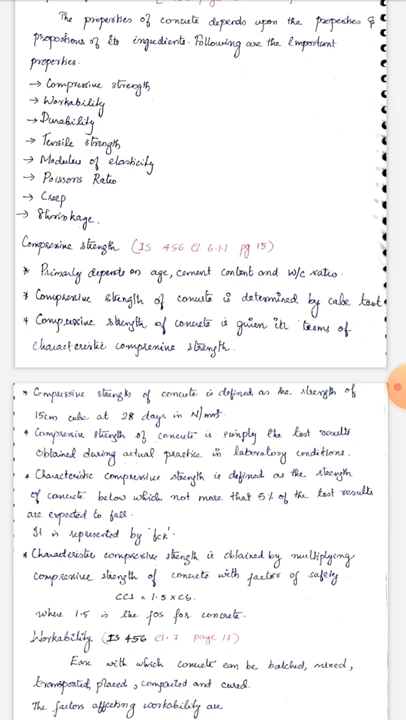 The properties of concrete depends upon the properties &
proportions of its ingredients. Following are the important
properties.
→ Compressive strength
→ Workability
→ Durability
→ Tensile strength
→ Modulus of elasticity
→ Poissons Ratio
→ Creep
→ Shrinkage.
Compressive strength (IS 456 cl. 6.1.1 pg 15)
* Primarly depends on age, cement content and w/c ratio.
* Compressive strength of concrete is determined by cube test.
* Compressive strength of concrete is given in terms of
characteristic compressive strength.
* Compressive strength of concrete is defined as the strength of
15cm cube at 28 days in N/mm².
* Compressive strength of concrete is simply the test results
obtained during actual practice in laboratory conditions.
* Characteristic compressive strength is defined as the strength
of concrete below which not more that 5% of the test results
are expected to fall.
It is represented by 'fck'.
* Characteristic compressive strength is obtained by multiplying
compressive strength of concrete with factor of safety.
CCS = 1.5 x CS.
where 1.5 is the fos for concrete.
Workability (IS 456 cl. 7 page 17)
Ease with which concrete can be batched, mixed,
transported, placed, compacted and cured.
The factors affecting workability are